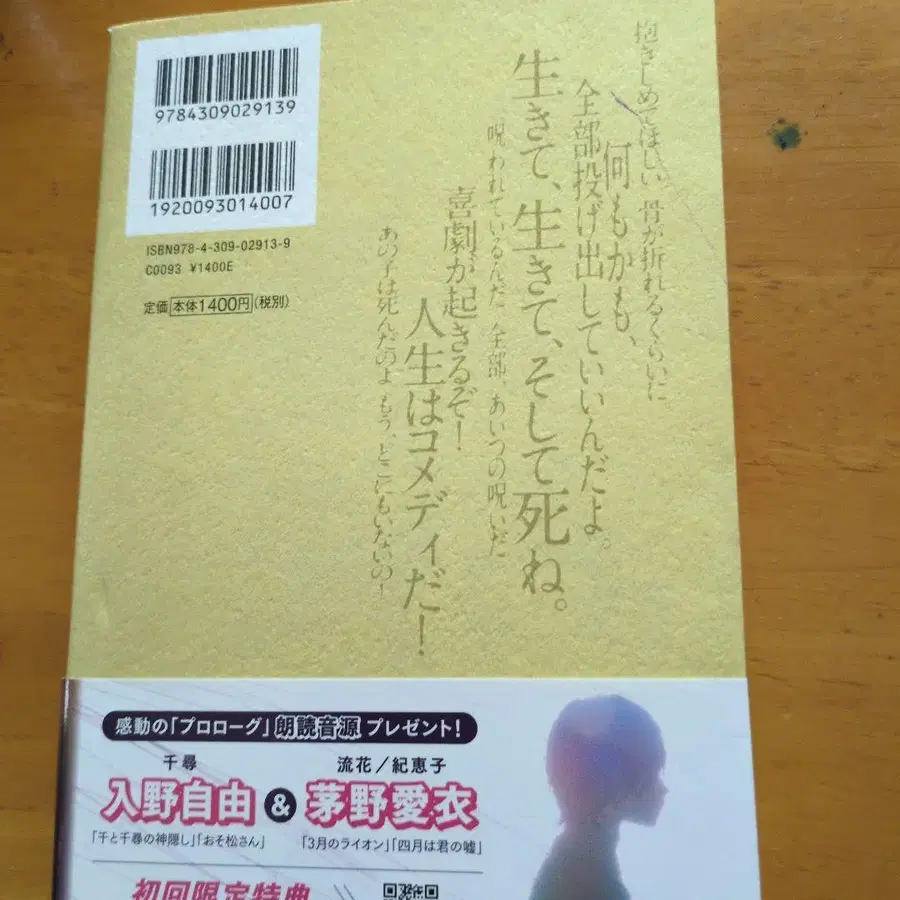 9784309029139
1920093014007
ISBN978-4-309-02913-9
C0093 ¥1400E
定価 本体1400円(税別)
抱きしめてほしい 骨が折れるくらいに
何もかも、
全部投げ出していいんだよ。
生きて、生きて、そして死ね。
呪われているんだ 全部、あいつの呪いだ
喜劇が起きるぞ!
人生はコメディだ!
あの子は死んだのよ もう、どこにもいないの!
感動の「プロローグ」朗読音源 プレゼント!
千尋
入野自由
「千と千尋の神隠し」「おそ松さん」
&
流花/紀恵子
茅野愛衣
「3月のライオン」「四月は君の嘘」
初回限定特典